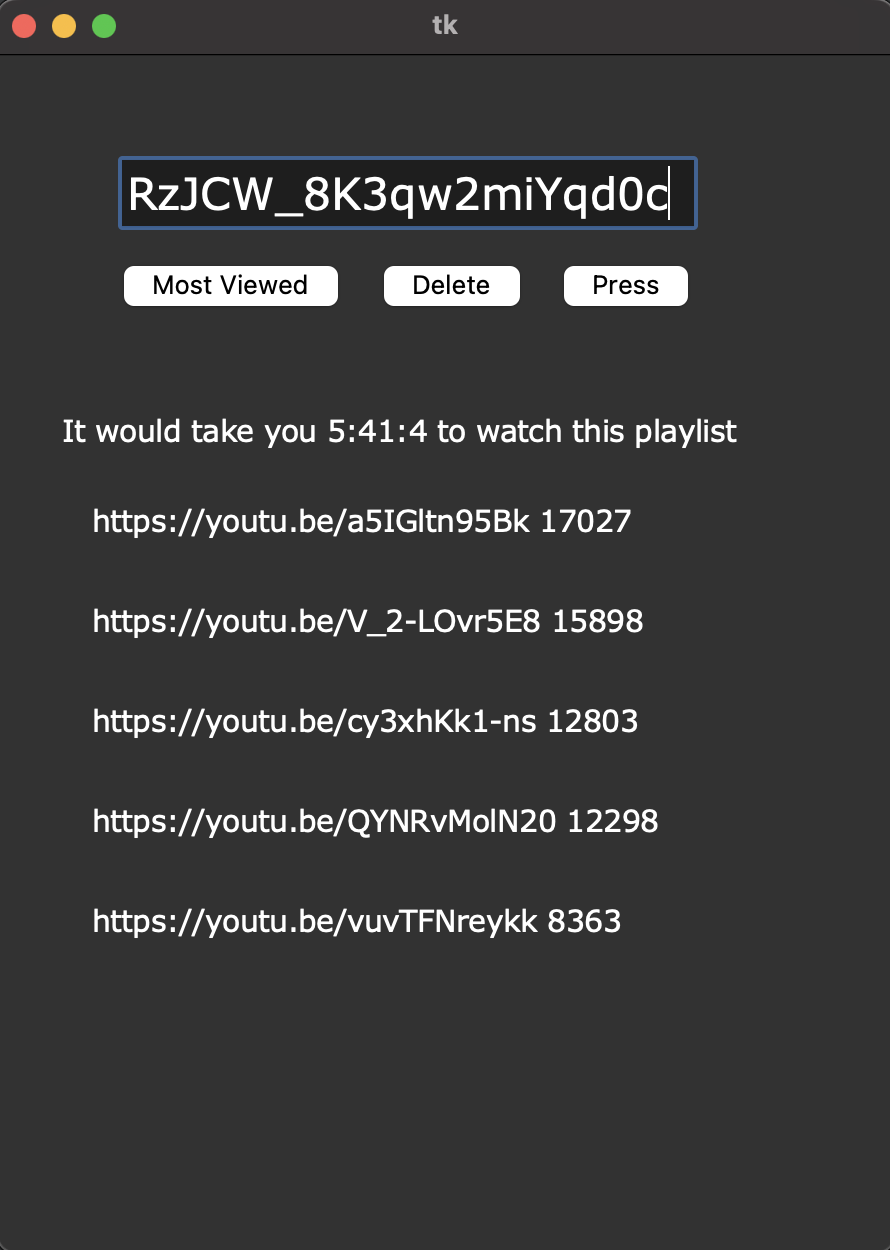 tk
RzJCW_8K3qw2miYqd0c
Most Viewed Delete Press
It would take you 5:41:4 to watch this playlist
https://youtu.be/a5IGltn95Bk 17027
https://youtu.be/V_2-LOvr5E8 15898
https://youtu.be/cy3xhKk1-ns 12803
https://youtu.be/QYNRvMolN20 12298
https://youtu.be/vuvTFNreykk 8363